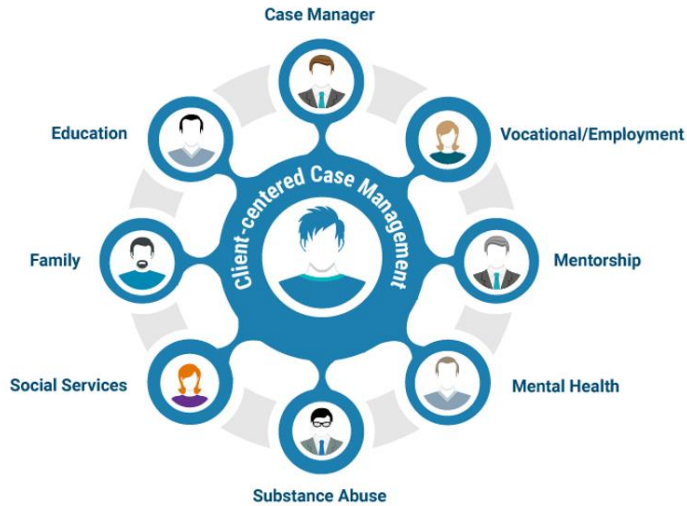 Case Manager
Education
Vocational/Employment
Client-centered Case Management
Family
Mentorship
Social Services
Mental Health
Substance Abuse